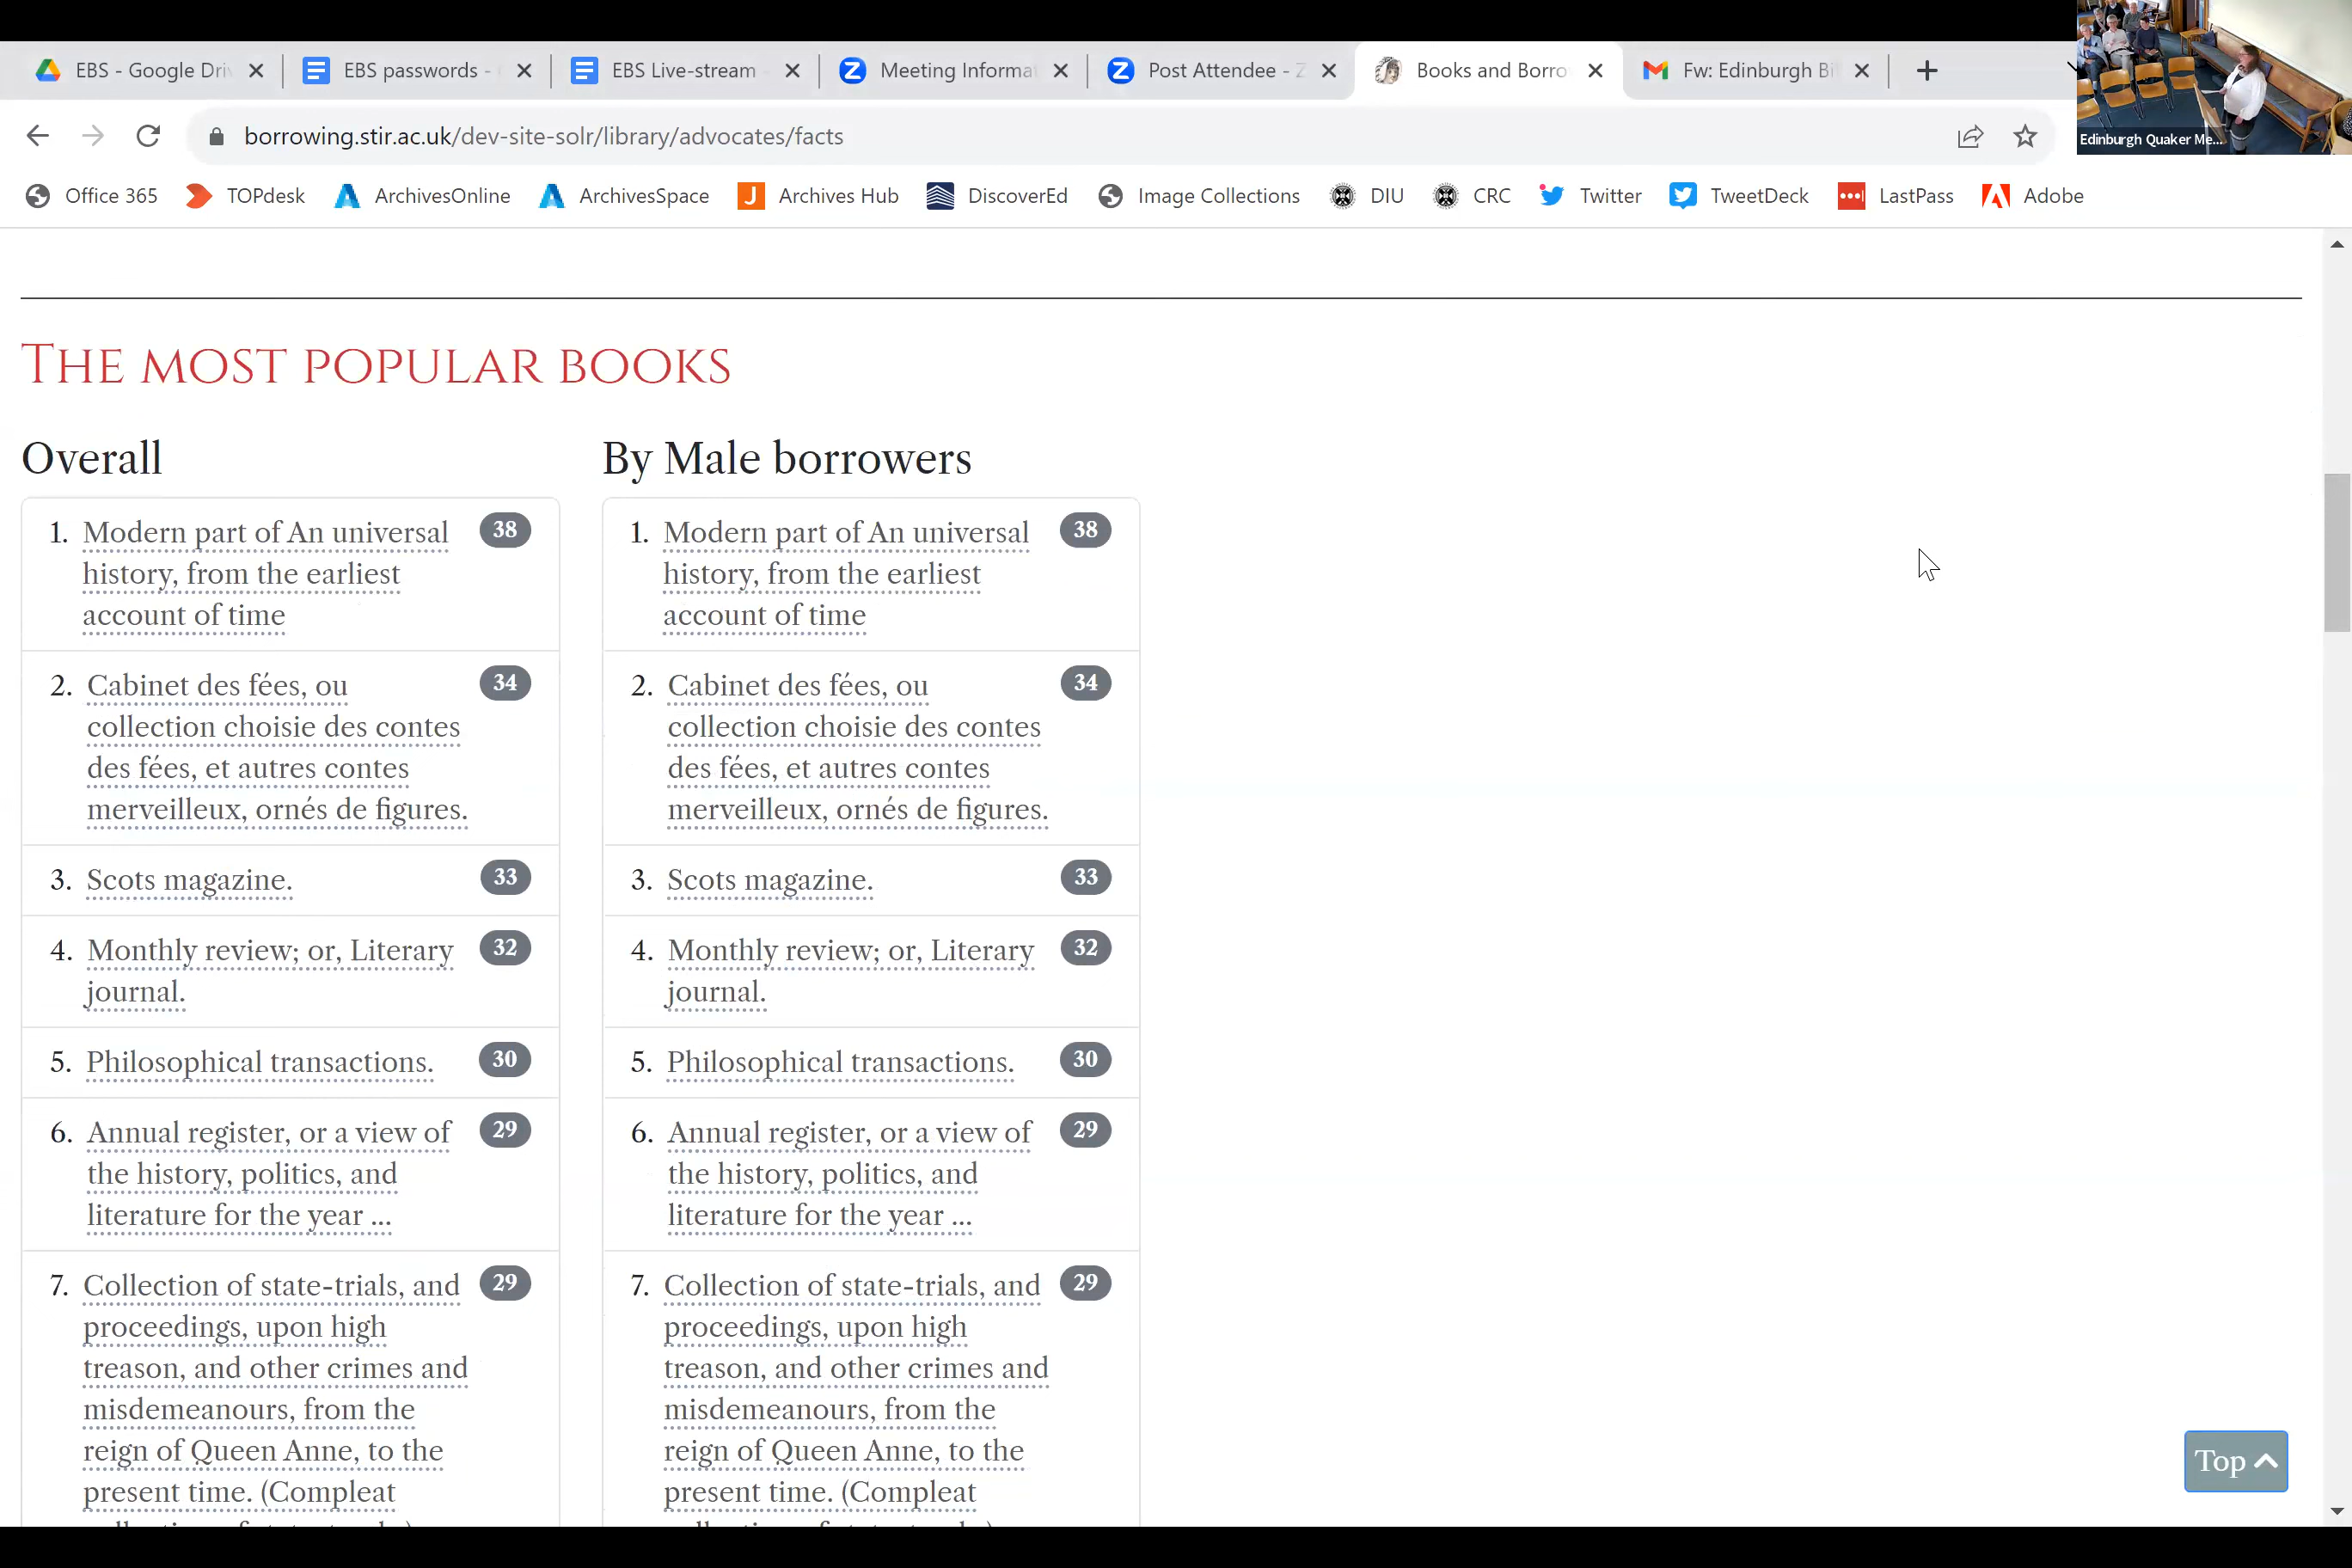 EBS - Google Dri
EBS passwords -
EBS Live-stream
Meeting Informa
Post Attendee - Z
Books and Borro
Fw: Edinburgh Bi
borrowing.stir.ac.uk/dev-site-solr/library/advocates/facts
Edinburgh Quaker Me...
Office 365
TOPdesk
ArchivesOnline
ArchivesSpace
Archives Hub
DiscoverEd
Image Collections
DIU
CRC
Twitter
TweetDeck
LastPass
Adobe
The most popular books
Overall
1. Modern part of An universal 38
history, from the earliest
account of time
2. Cabinet des fées, ou 34
collection choisie des contes
des fées, et autres contes
merveilleux, ornés de figures.
3. Scots magazine. 33
4. Monthly review; or, Literary 32
journal.
5. Philosophical transactions. 30
6. Annual register, or a view of 29
the history, politics, and
literature for the year ...
7. Collection of state-trials, and 29
proceedings, upon high
treason, and other crimes and
misdemeanours, from the
reign of Queen Anne, to the
present time. (Compleat
By Male borrowers
1. Modern part of An universal 38
history, from the earliest
account of time
2. Cabinet des fées, ou 34
collection choisie des contes
des fées, et autres contes
merveilleux, ornés de figures.
3. Scots magazine. 33
4. Monthly review; or, Literary 32
journal.
5. Philosophical transactions. 30
6. Annual register, or a view of 29
the history, politics, and
literature for the year ...
7. Collection of state-trials, and 29
proceedings, upon high
treason, and other crimes and
misdemeanours, from the
reign of Queen Anne, to the
present time. (Compleat
Top